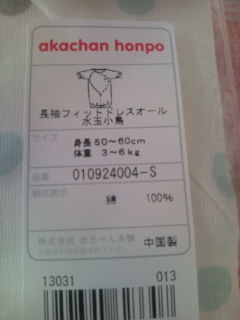 akachan honpo
長袖フィットドレスオール
水玉小鳥
サイズ
身長 50～60cm
体重 3～6kg
品番
010924004-S
組成表示
綿 100%
株式会社 赤ちゃん本舗
中国製
13031 013